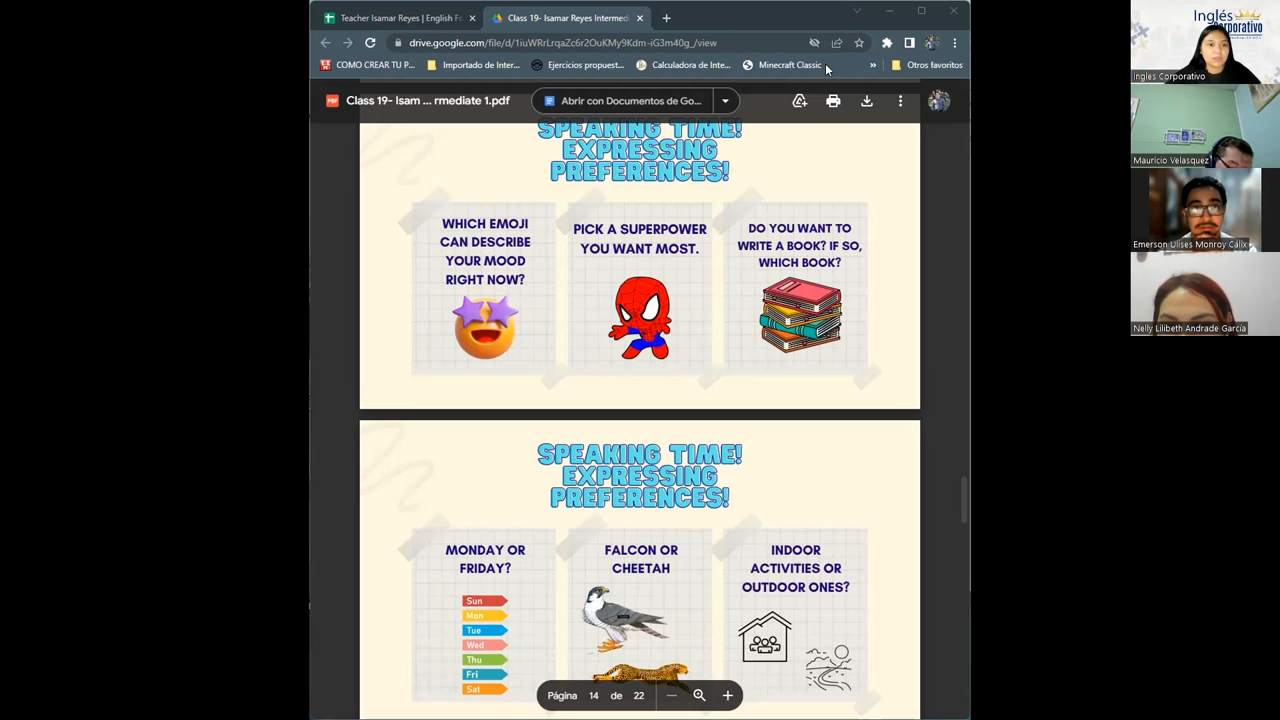 Teacher Isamar Reyes | English Fo
Class 19- Isamar Reyes Intermedi
drive.google.com/file/d/1iuWRrLrqaZc6r2OuKMy9Kdm-iG3m40g_/view
COMO CREAR TU P...
Importado de Inter...
Ejercicios propuest...
Calculadora de Inte...
Minecraft Classic
»
Otros favoritos
PDF
Class 19- Isam ... rmediate 1.pdf
Abrir con Documentos de Go...
SPEAKING TIME!
EXPRESSING
PREFERENCES!
WHICH EMOJI
CAN DESCRIBE
YOUR MOOD
RIGHT NOW?
PICK A SUPERPOWER
YOU WANT MOST.
DO YOU WANT TO
WRITE A BOOK? IF SO,
WHICH BOOK?
SPEAKING TIME!
EXPRESSING
PREFERENCES!
MONDAY OR
FRIDAY?
Sun
Mon
Tue
Wed
Thu
Fri
Sat
FALCON OR
CHEETAH
INDOOR
ACTIVITIES OR
OUTDOOR ONES?
Página 14 de 22
Inglés
Corporativo
Ingles Corporativo
Mauricio Velasquez
Emerson Ulises Monroy Cálix
Nelly Lilibeth Andrade García